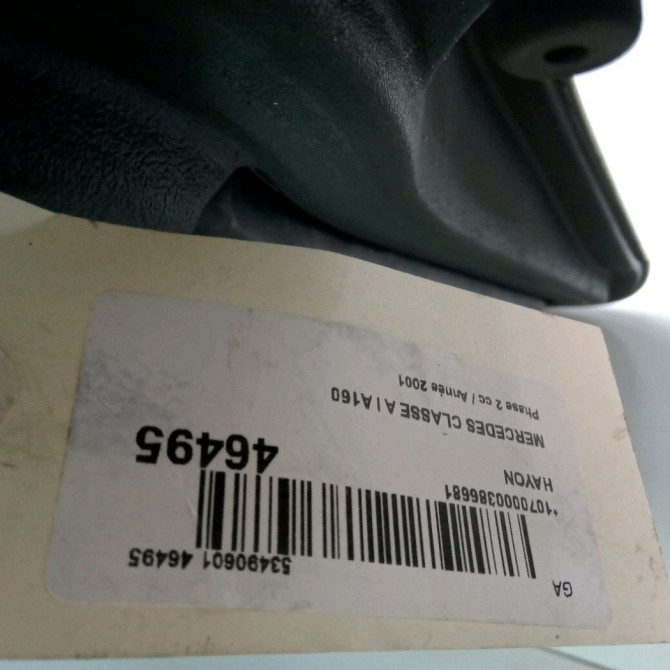 GA
53490601 46495
*1070000386681
46495
HAYON
MERCEDES CLASSE A I A160
Phase 2 cc / Année 2001